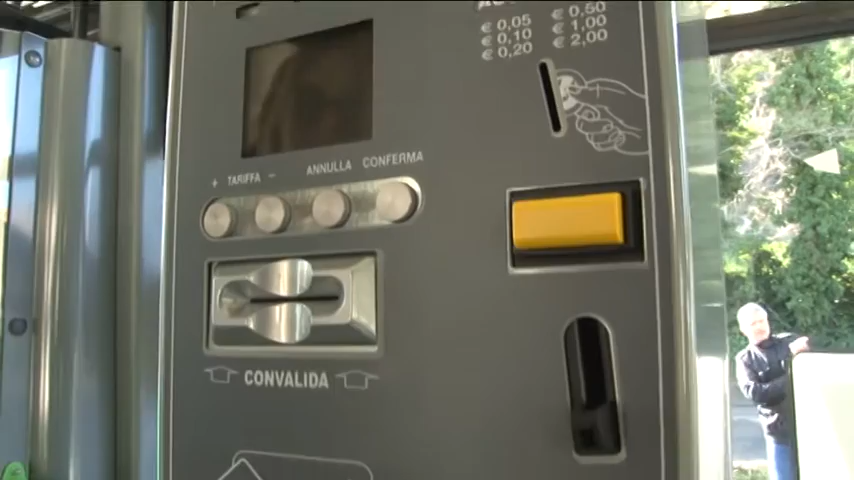 € 0,05 € 0,50
€ 0,10 € 1,00
€ 0,20 € 2,00
+ TARIFFA - ANNULLA CONFERMA
CONVALIDA